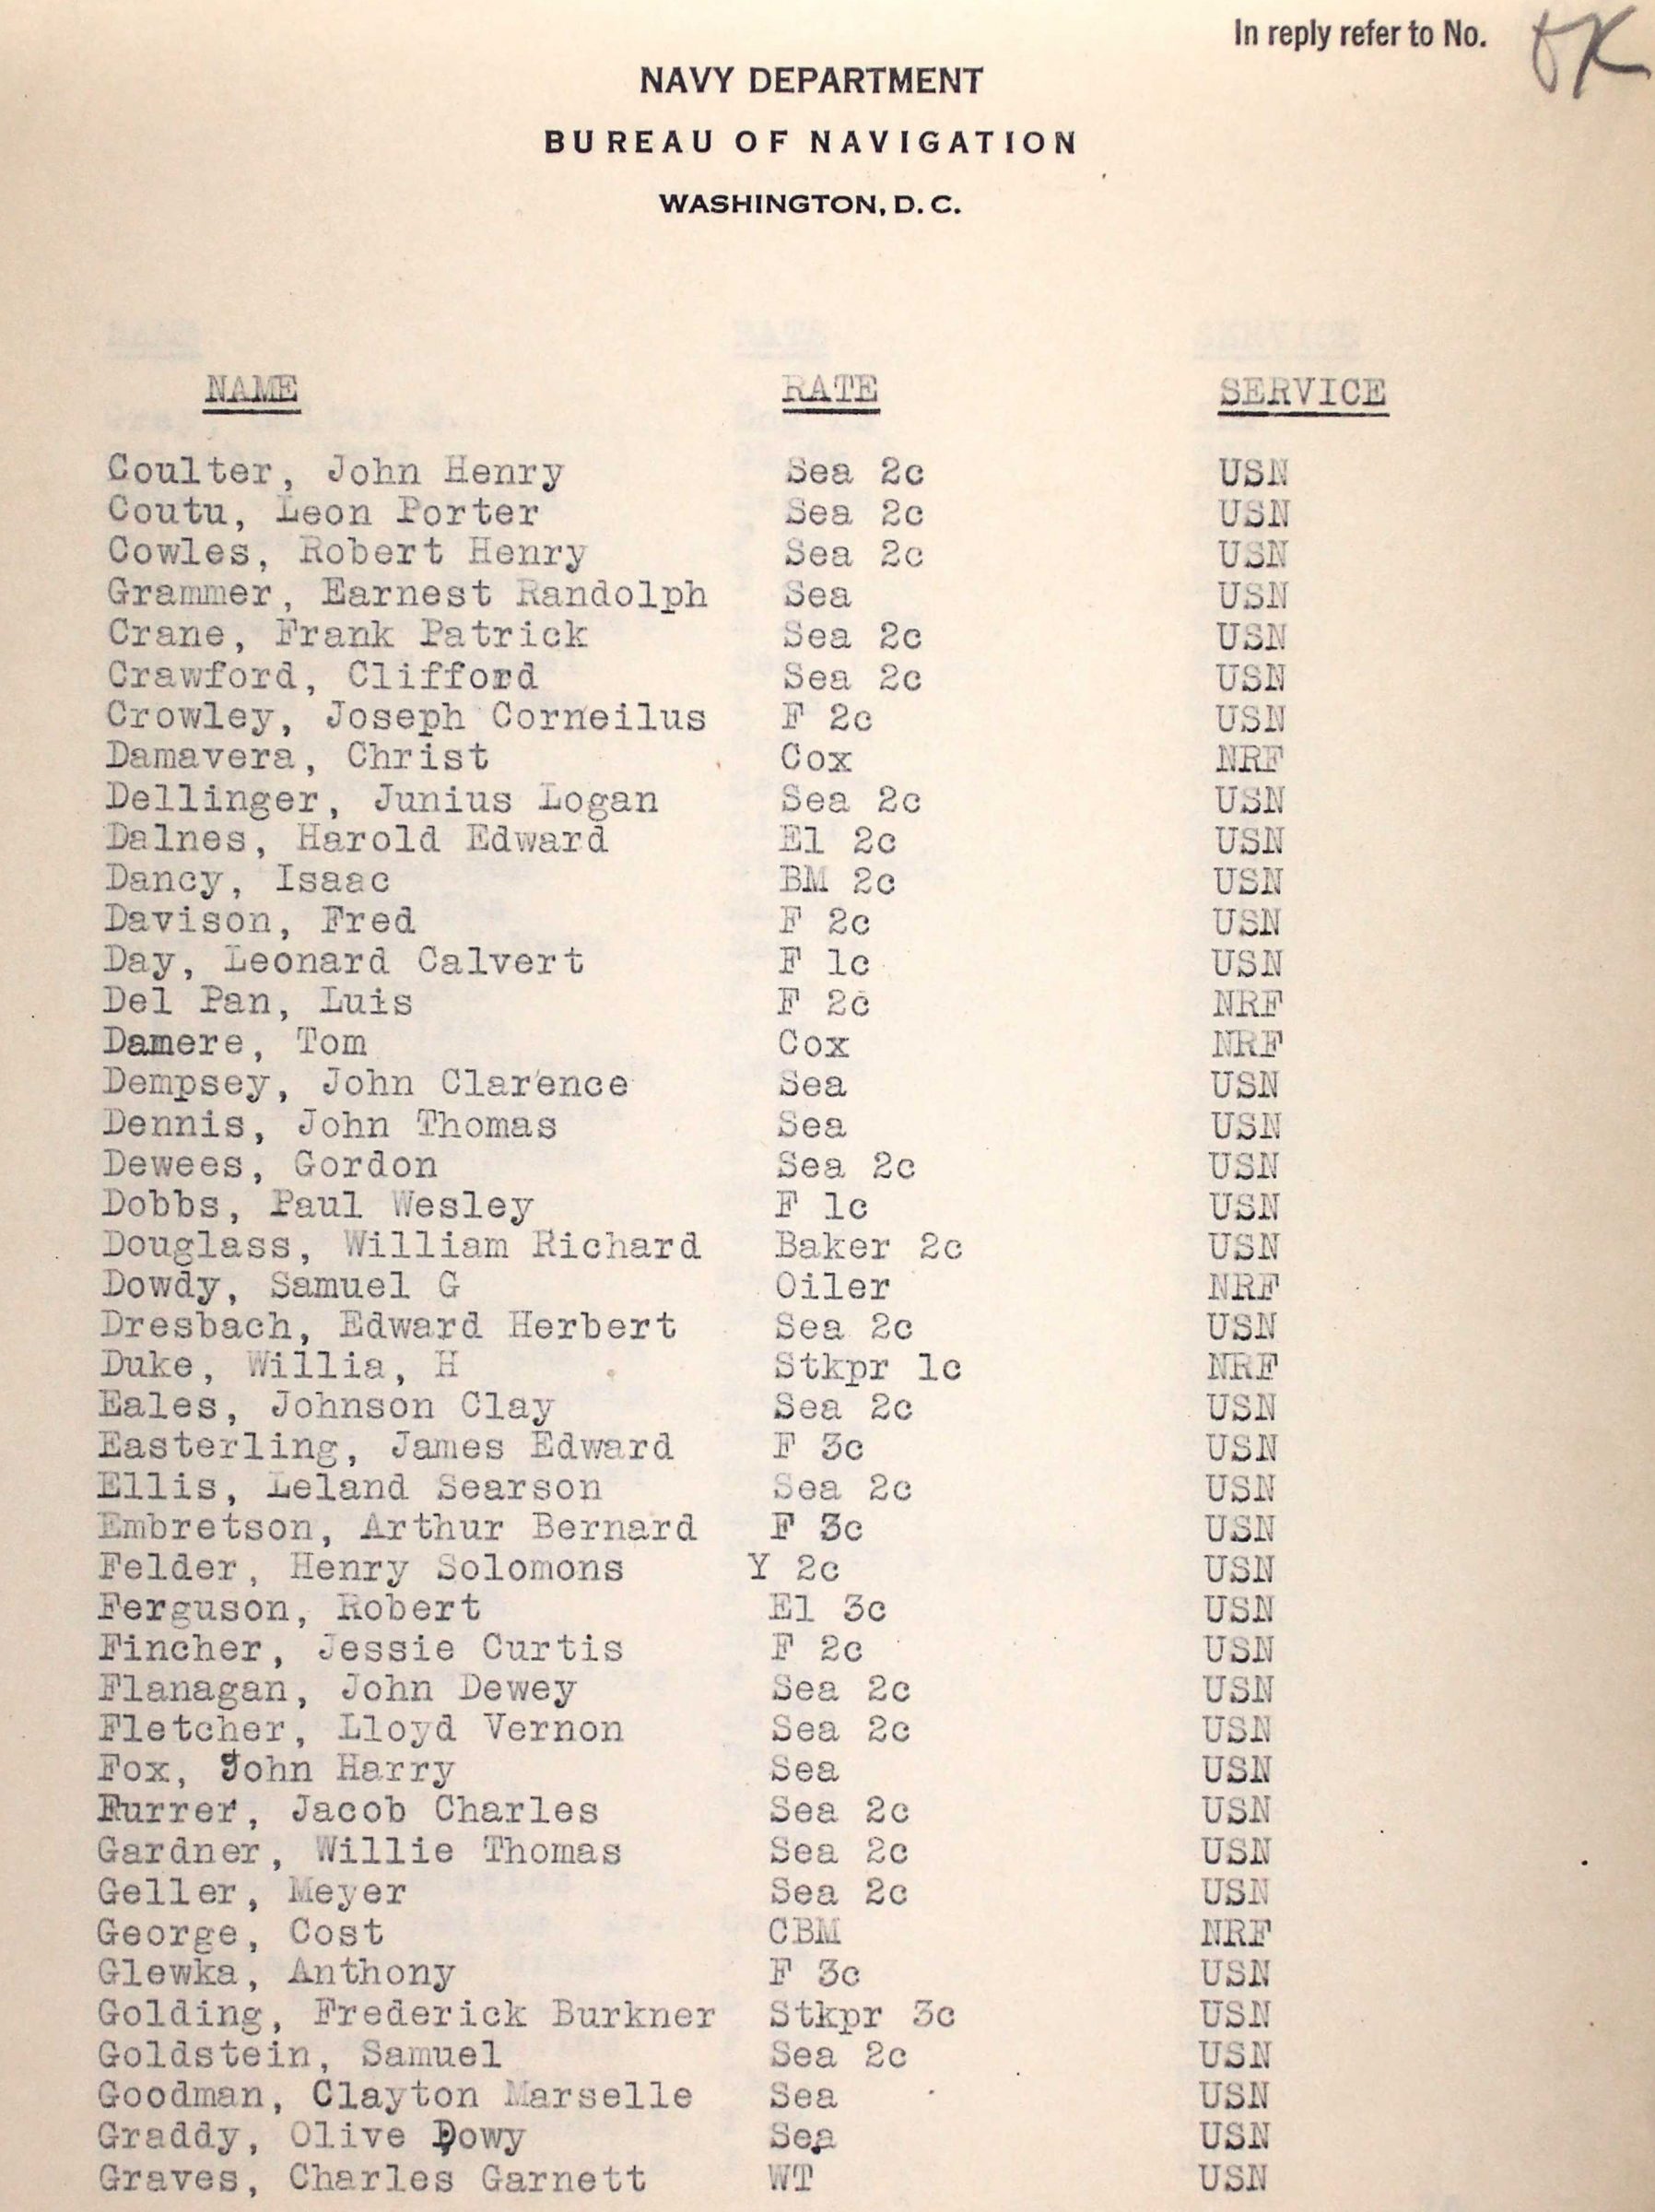 In reply refer to No. OK
NAVY DEPARTMENT
BUREAU OF NAVIGATION
WASHINGTON, D. C.
NAME RATE SERVICE
Coulter, John Henry Sea 2c USN
Coutu, Leon Porter Sea 2c USN
Cowles, Robert Henry Sea 2c USN
Grammer, Earnest Randolph Sea USN
Crane, Frank Patrick Sea 2c USN
Crawford, Clifford Sea 2c USN
Crowley, Joseph Corneilus F 2c USN
Damavera, Christ Cox NRF
Dellinger, Junius Logan Sea 2c USN
Dalnes, Harold Edward El 2c USN
Dancy, Isaac BM 2c USN
Davison, Fred F 2c USN
Day, Leonard Calvert F 1c USN
Del Pan, Luis F 2c NRF
Damere, Tom Cox NRF
Dempsey, John Clarence Sea USN
Dennis, John Thomas Sea USN
Dewees, Gordon Sea 2c USN
Dobbs, Paul Wesley F 1c USN
Douglass, William Richard Baker 2c USN
Dowdy, Samuel G Oiler NRF
Dresbach, Edward Herbert Sea 2c USN
Duke, Willia, H Stkpr 1c NRF
Eales, Johnson Clay Sea 2c USN
Easterling, James Edward F 3c USN
Ellis, Leland Searson Sea 2c USN
Embretson, Arthur Bernard F 3c USN
Felder, Henry Solomons Y 2c USN
Ferguson, Robert El 3c USN
Fincher, Jessie Curtis F 2c USN
Flanagan, John Dewey Sea 2c USN
Fletcher, Lloyd Vernon Sea 2c USN
Fox, John Harry Sea USN
Furrer, Jacob Charles Sea 2c USN
Gardner, Willie Thomas Sea 2c USN
Geller, Meyer Sea 2c USN
George, Cost CBM NRF
Glewka, Anthony F 3c USN
Golding, Frederick Burkner Stkpr 3c USN
Goldstein, Samuel Sea 2c USN
Goodman, Clayton Marselle Sea USN
Graddy, Olive Dowy Sea USN
Graves, Charles Garnett WT USN